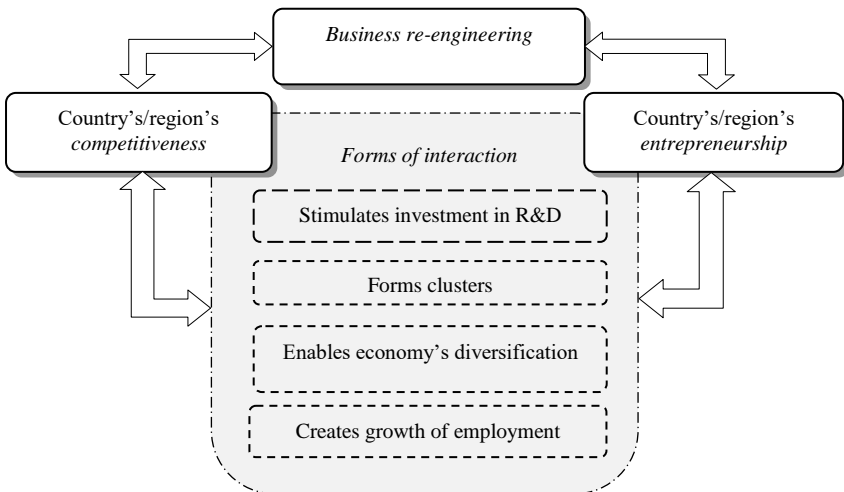 Business re-engineering
Country’s/region’s
competitiveness
Country’s/region’s
entrepreneurship
Forms of interaction
Stimulates investment in R&D
Forms clusters
Enables economy’s diversification
Creates growth of employment